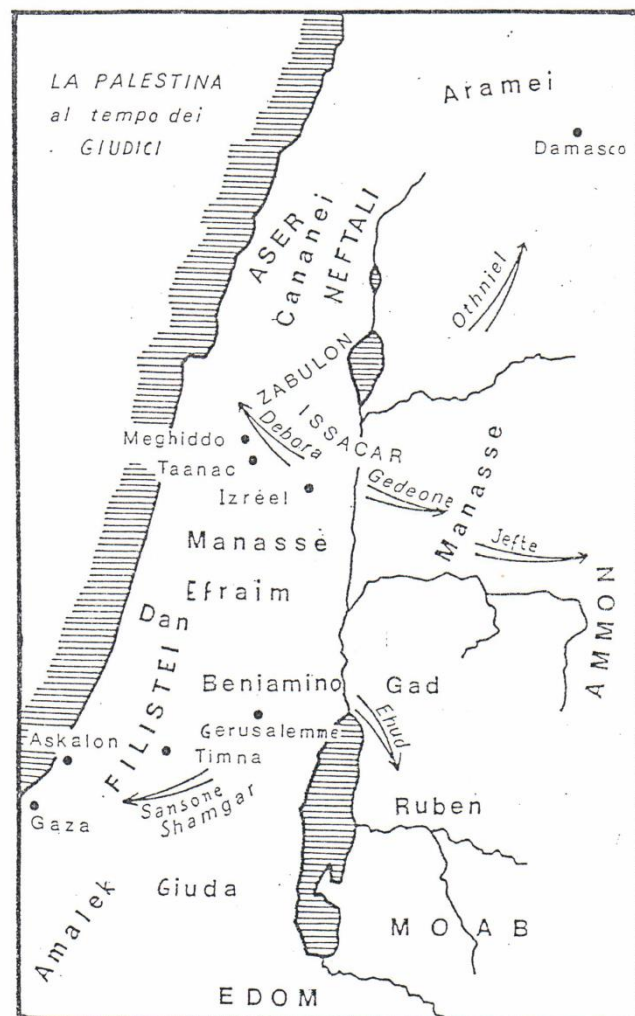 LA PALESTINA
al tempo dei
GIUDICI
Aramei
Damasco
ASER
Cananei
NEFTALI
Othniel
ZABULON
ISSACAR
Debora
Meghiddo
Taanac
Izréel
Gedeone
Manasse
Jefte
Manassè
Efraim
Dan
AMMON
FILISTEI
Beniamino
Gad
Gerusalemme
Ehud
Askalon
Timna
Sansone
Shamgar
Gaza
Ruben
Giuda
Amalek
MOAB
EDOM